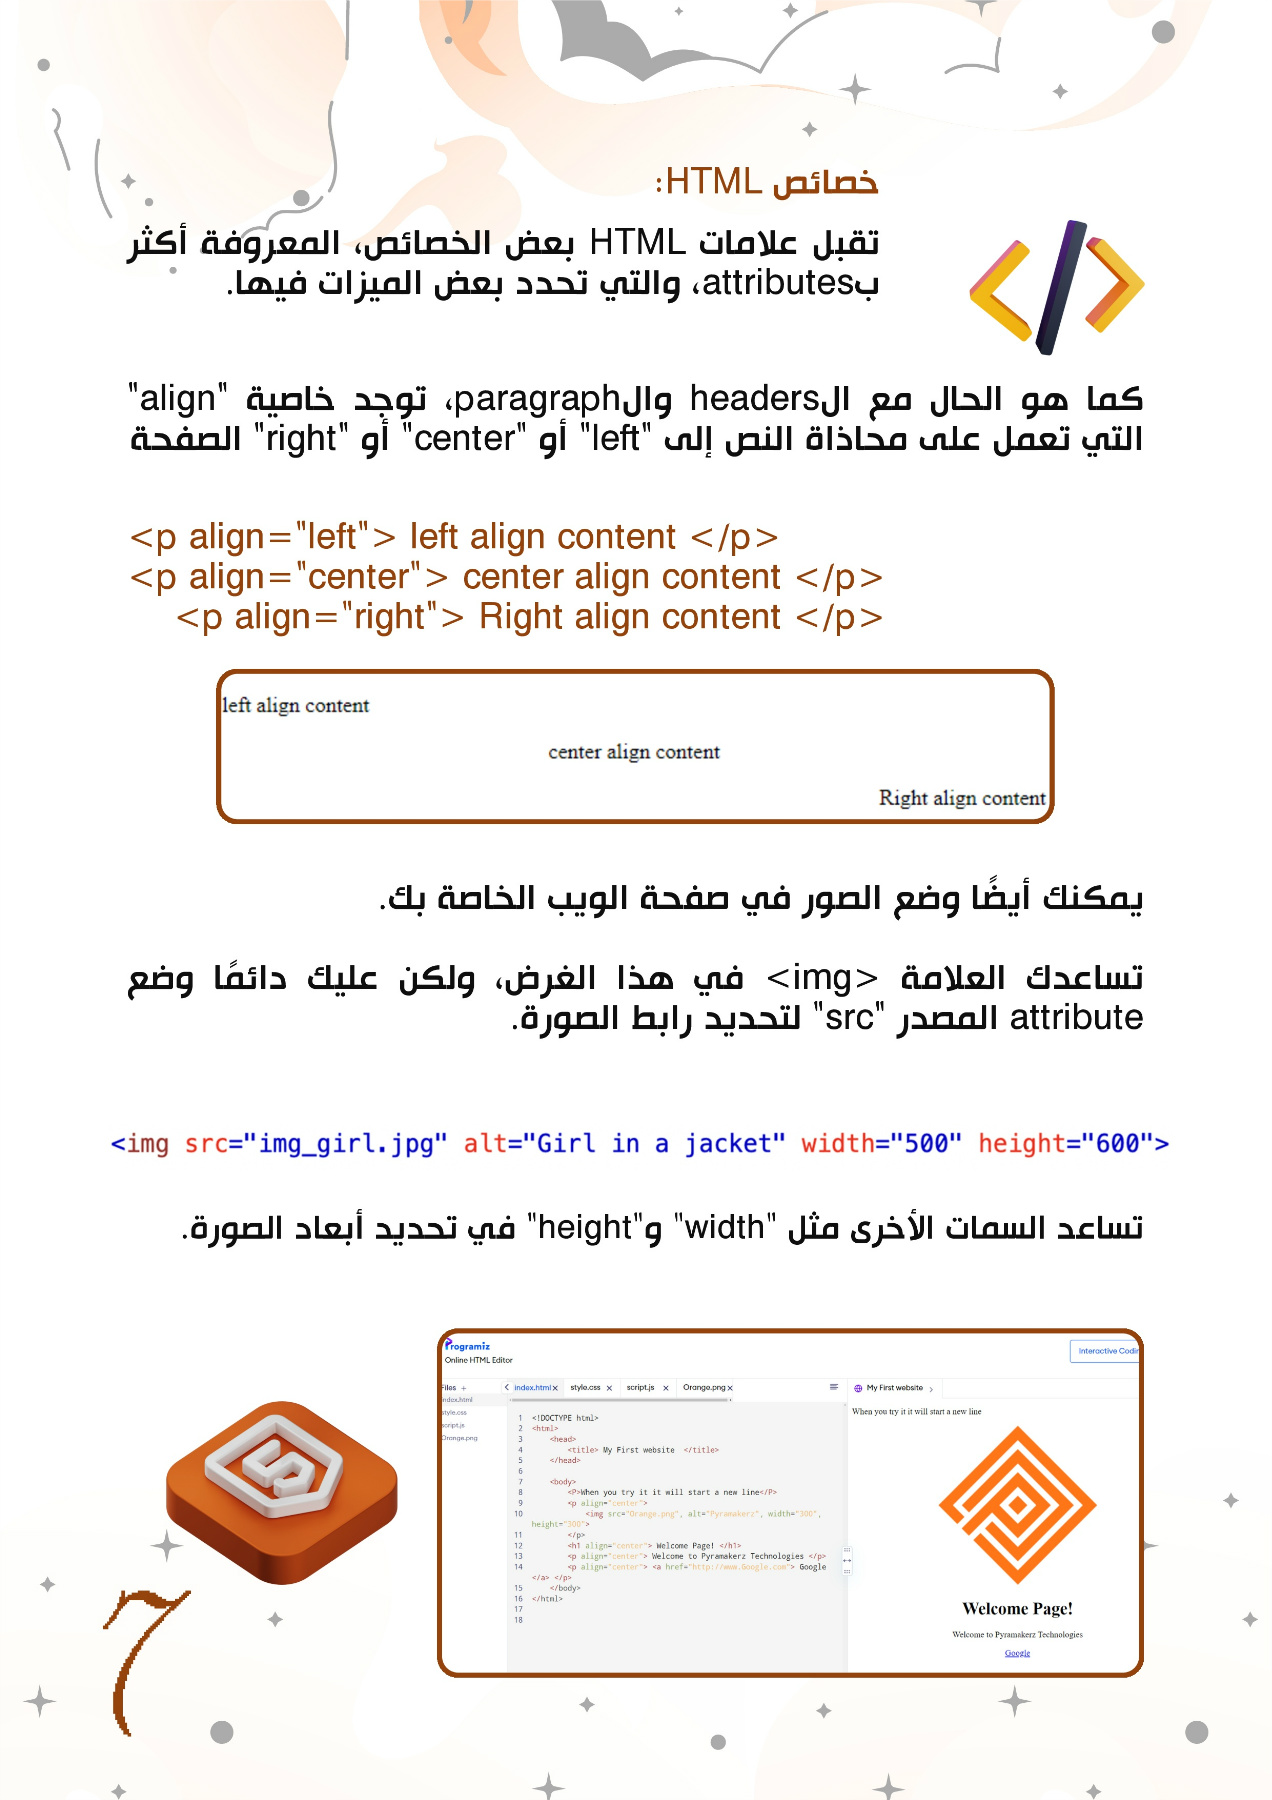 خصائص HTML:
تقبل علامات HTML بعض الخصائص، المعروفة أكثر
بattributes، والتي تحدد بعض الميزات فيها.
كما هو الحال مع الheaders والparagraph، توجد خاصية "align"
التي تعمل على محاذاة النص إلى "left" أو "center" أو "right" الصفحة
<p align="left"> left align content </p>
<p align="center"> center align content </p>
<p align="right"> Right align content </p>
left align content
center align content
Right align content
يمكنك أيضًا وضع الصور في صفحة الويب الخاصة بك.
تساعدك العلامة <img> في هذا الغرض، ولكن عليك دائمًا وضع
attribute المصدر "src" لتحديد رابط الصورة.
<img src="img_girl.jpg" alt="Girl in a jacket" width="500" height="600">
تساعد السمات الأخرى مثل "width" و"height" في تحديد أبعاد الصورة.
Programiz
Online HTML Editor
Interactive Codin
Files +
index.html
style.css
script.js
Orange.png
index.html × style.css × script.js × Orange.png ×
1 <!DOCTYPE html>
2 <html>
3 <head>
4 <title> My First website </title>
5 </head>
6
7 <body>
8 <P>When you try it it will start a new line</P>
9 <p align="center">
10 <img src="Orange.png", alt="Pyramakerz", width="300",
height="300">
11 </p>
12 <h1 align="center"> Welcome Page! </h1>
13 <p align="center"> Welcome to Pyramakerz Technologies </p>
14 <p align="center"> <a href="http://www.Google.com"> Google
</a> </p>
15 </body>
16 </html>
17
18
My First website
When you try it it will start a new line
Welcome Page!
Welcome to Pyramakerz Technologies
Google
7